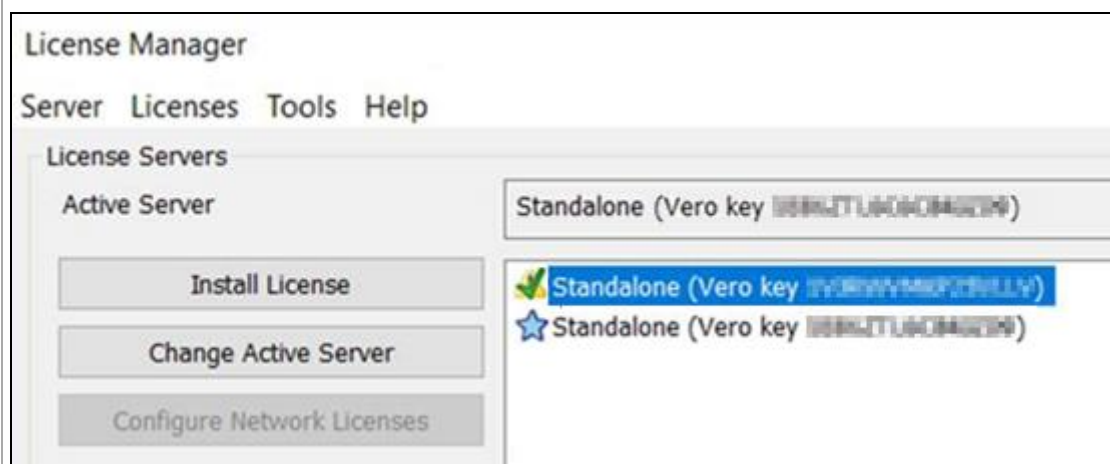 License Manager
Server Licenses Tools Help
License Servers
Active Server
Standalone (Vero key )
Install License
Standalone (Vero key )
Standalone (Vero key )
Change Active Server
Configure Network Licenses